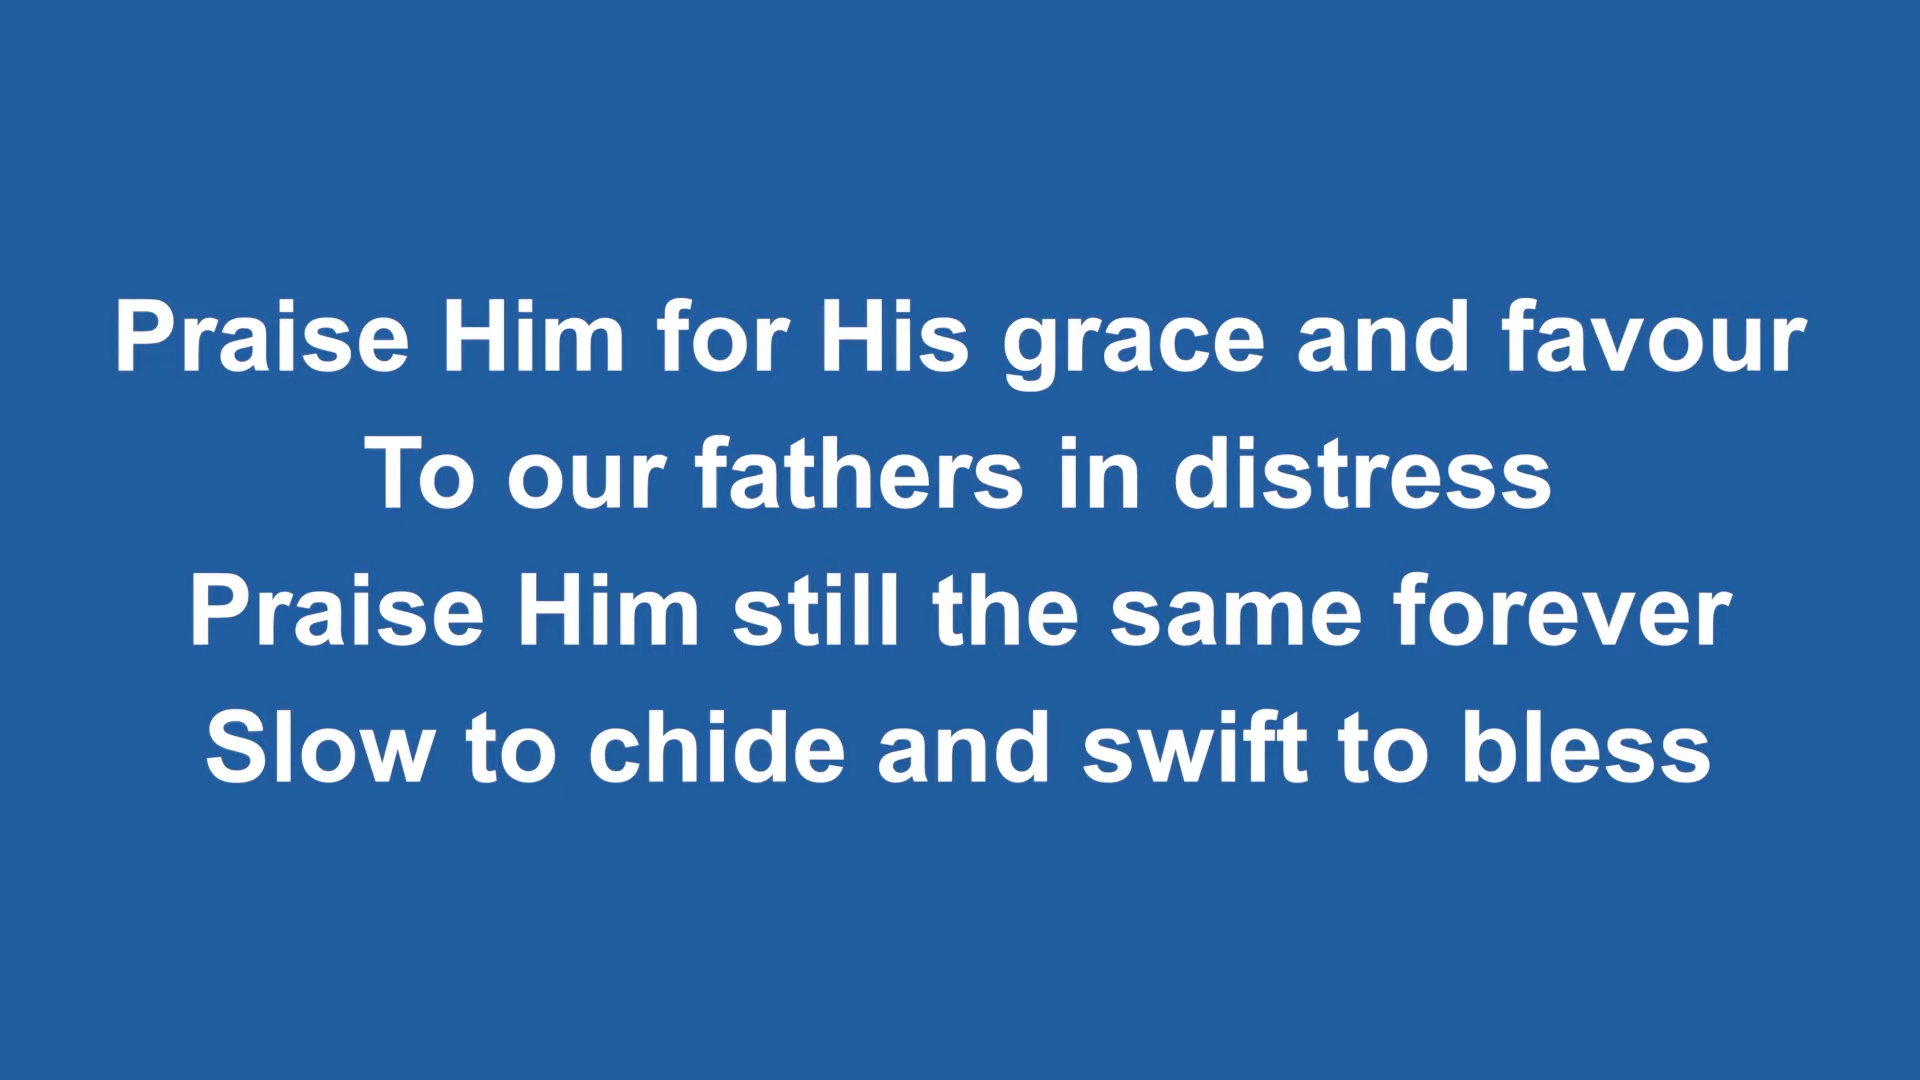 Praise Him for His grace and favour
To our fathers in distress
Praise Him still the same forever
Slow to chide and swift to bless